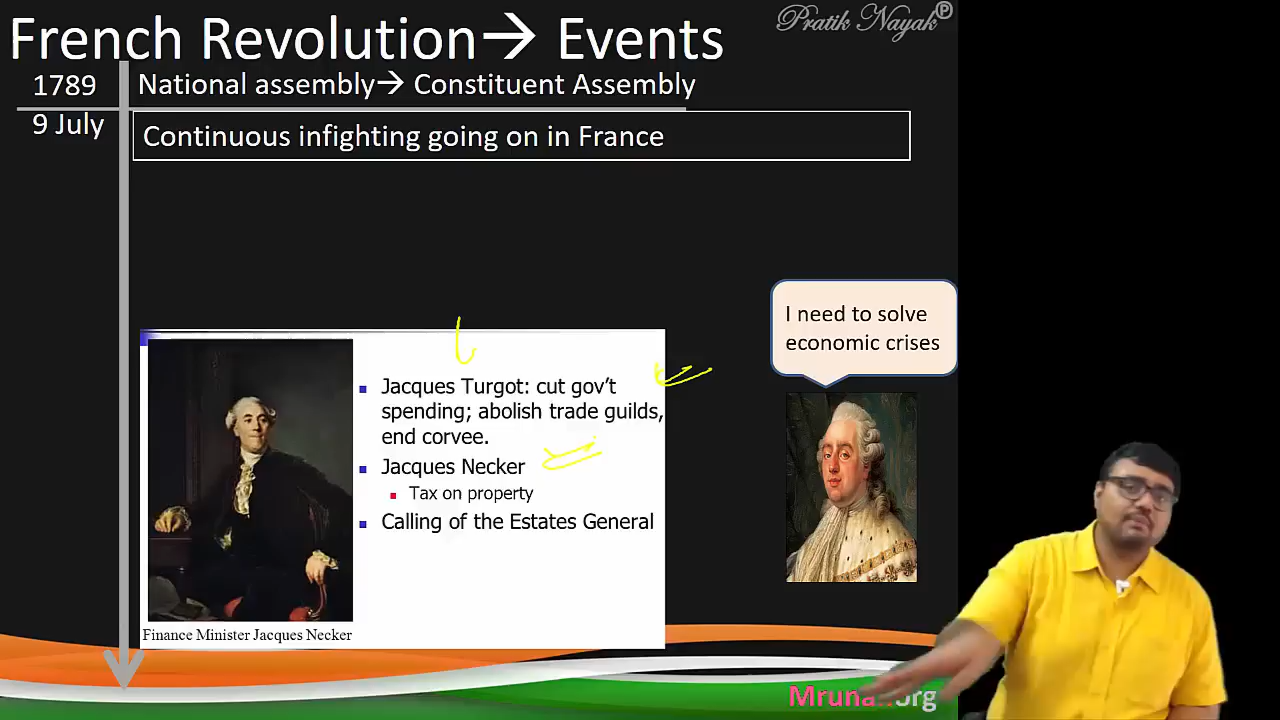 French Revolution→ Events
Pratik Nayak℗
1789
National assembly→ Constituent Assembly
9 July
Continuous infighting going on in France
I need to solve
economic crises
Jacques Turgot: cut gov't
spending; abolish trade guilds,
end corvee.
Jacques Necker
Tax on property
Calling of the Estates General
Finance Minister Jacques Necker